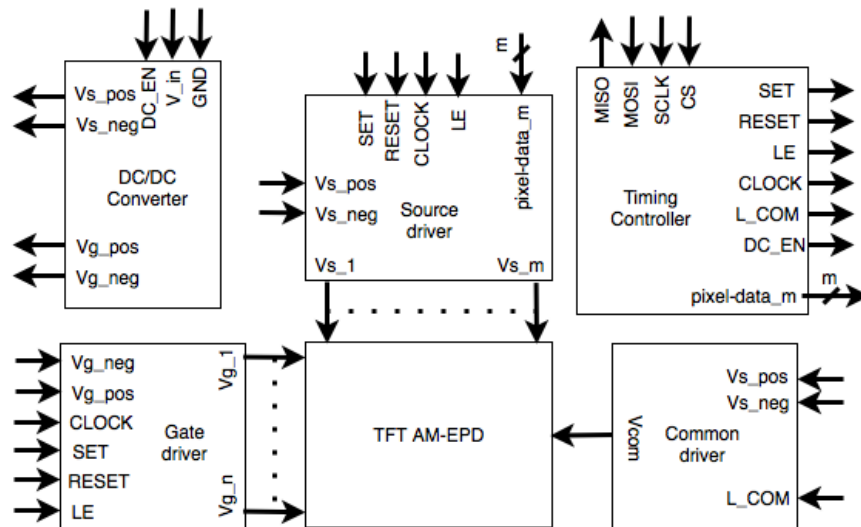 DC_EN
V_in
GND
Vs_pos
Vs_neg
DC/DC
Converter
Vg_pos
Vg_neg
m
SET
RESET
CLOCK
LE
pixel-data_m
Vs_pos
Vs_neg
Source
driver
Vs_1
Vs_m
MISO
MOSI
SCLK
CS
SET
RESET
LE
CLOCK
L_COM
DC_EN
Timing
Controller
m
pixel-data_m
Vg_neg
Vg_pos
CLOCK
SET
RESET
LE
Gate
driver
Vg_1
Vg_n
TFT AM-EPD
Vcom
Vs_pos
Vs_neg
Common
driver
L_COM